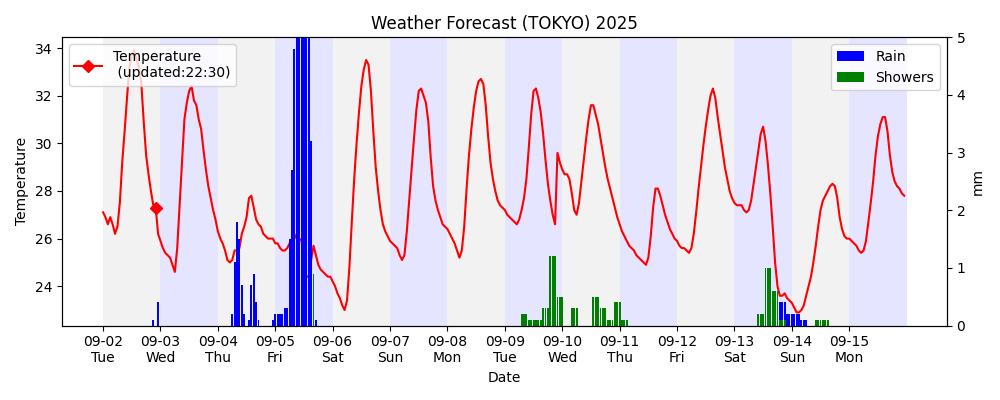 Weather Forecast (TOKYO) 2025
Temperature
(updated:22:30)
Rain
Showers
Temperature
34
32
30
28
26
24
5
4
3
2
1
0
mm
09-02 09-03 09-04 09-05 09-06 09-07 09-08 09-09 09-10 09-11 09-12 09-13 09-14 09-15
Tue Wed Thu Fri Sat Sun Mon Tue Wed Thu Fri Sat Sun Mon
Date